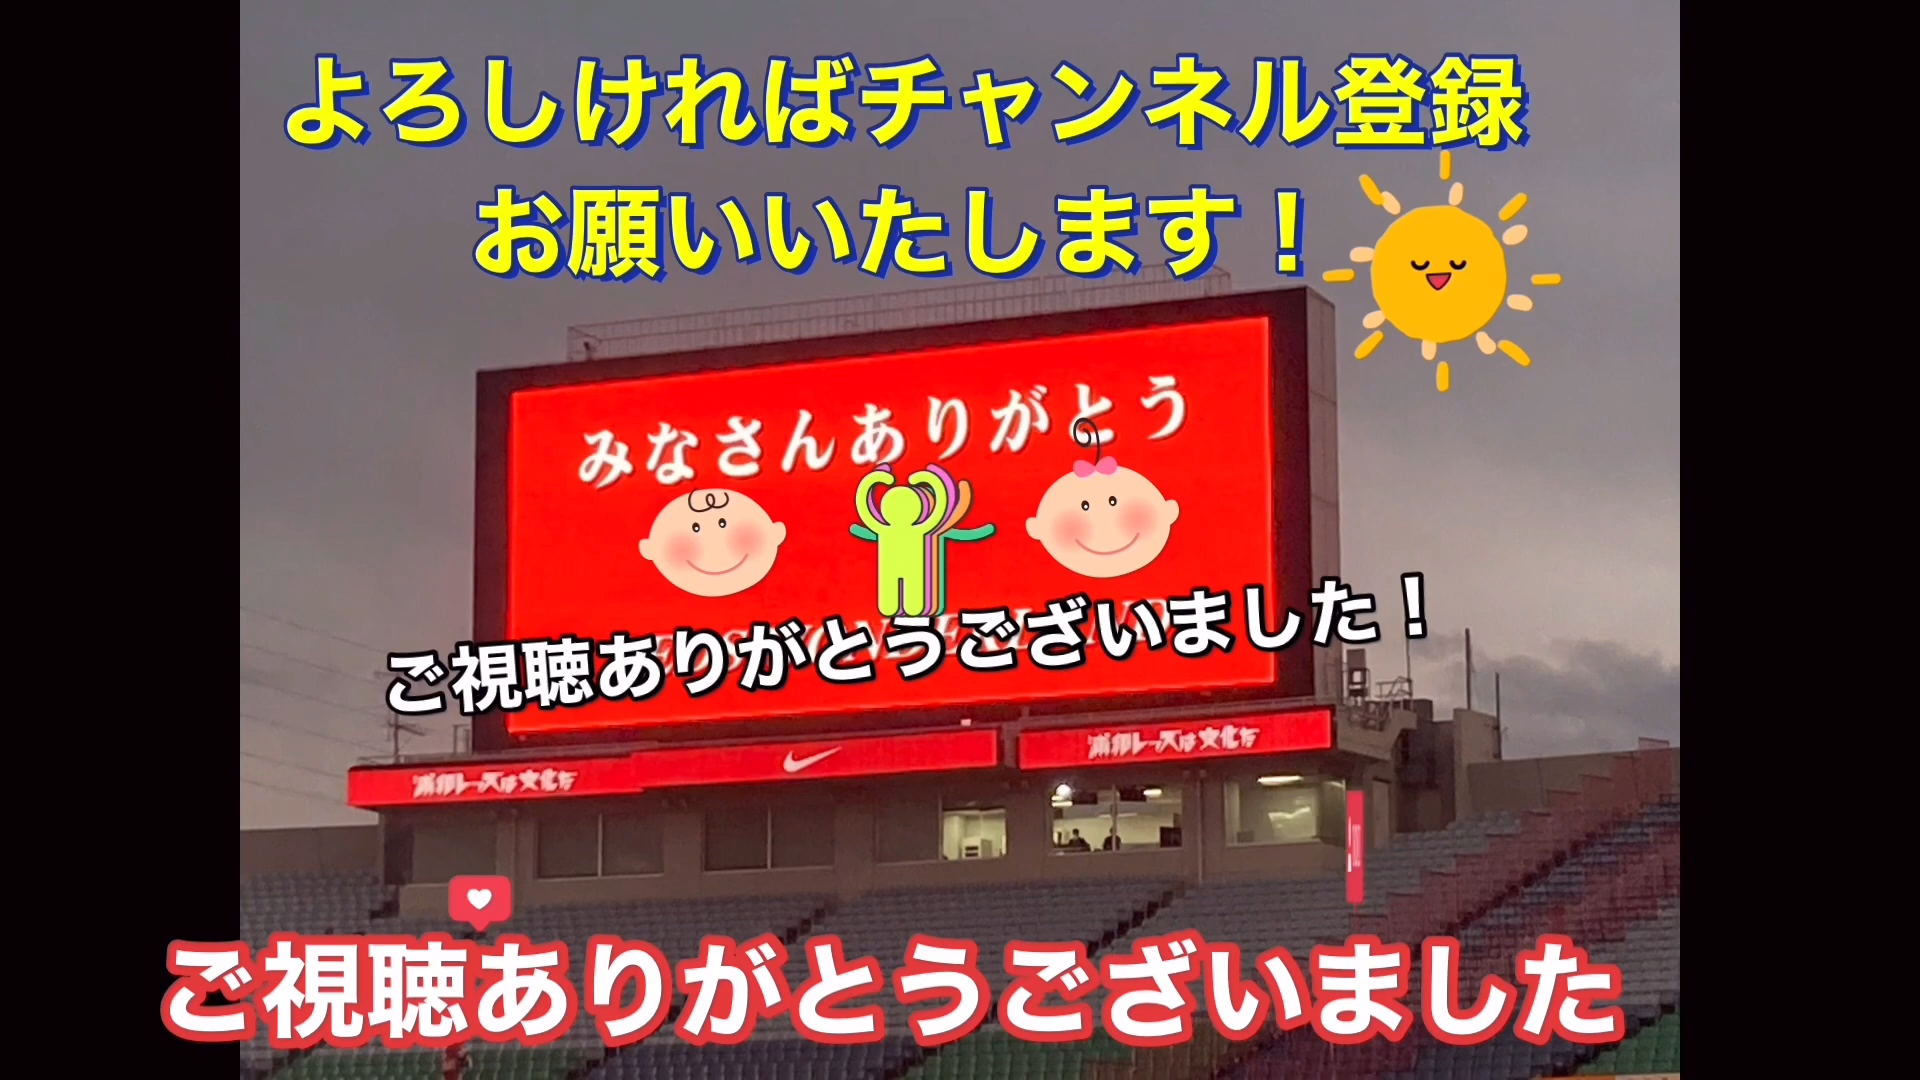 よろしければチャンネル登録
お願いいたします！
みなさんありがとう
ご視聴ありがとうございました！
ご視聴ありがとうございました